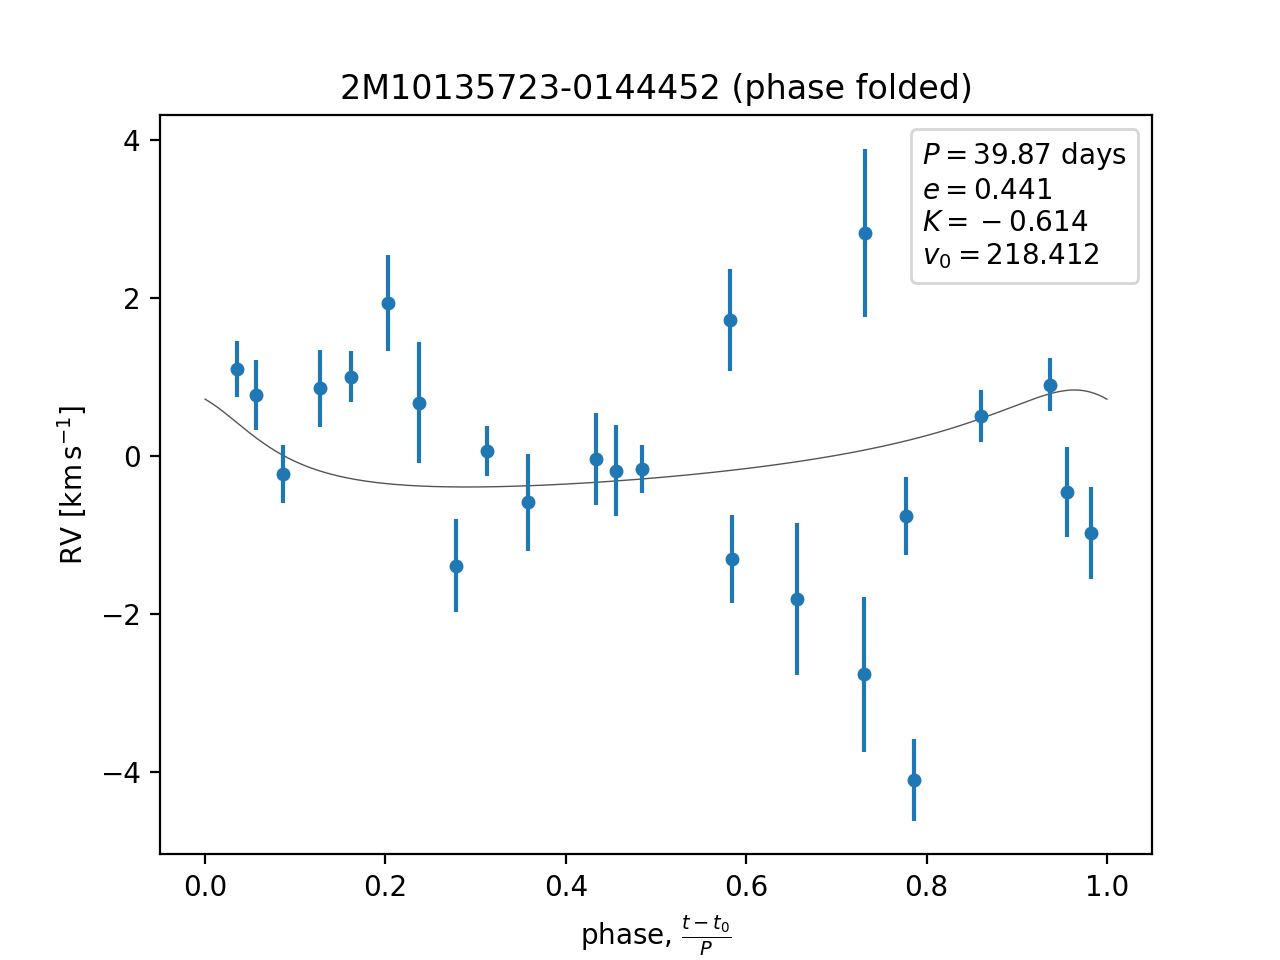 2M10135723-0144452 (phase folded)
P = 39.87 days
e = 0.441
K = −0.614
v₀ = 218.412
RV [km s⁻¹]
4
2
0
−2
−4
0.0 0.2 0.4 0.6 0.8 1.0
phase, (t − t₀)/P